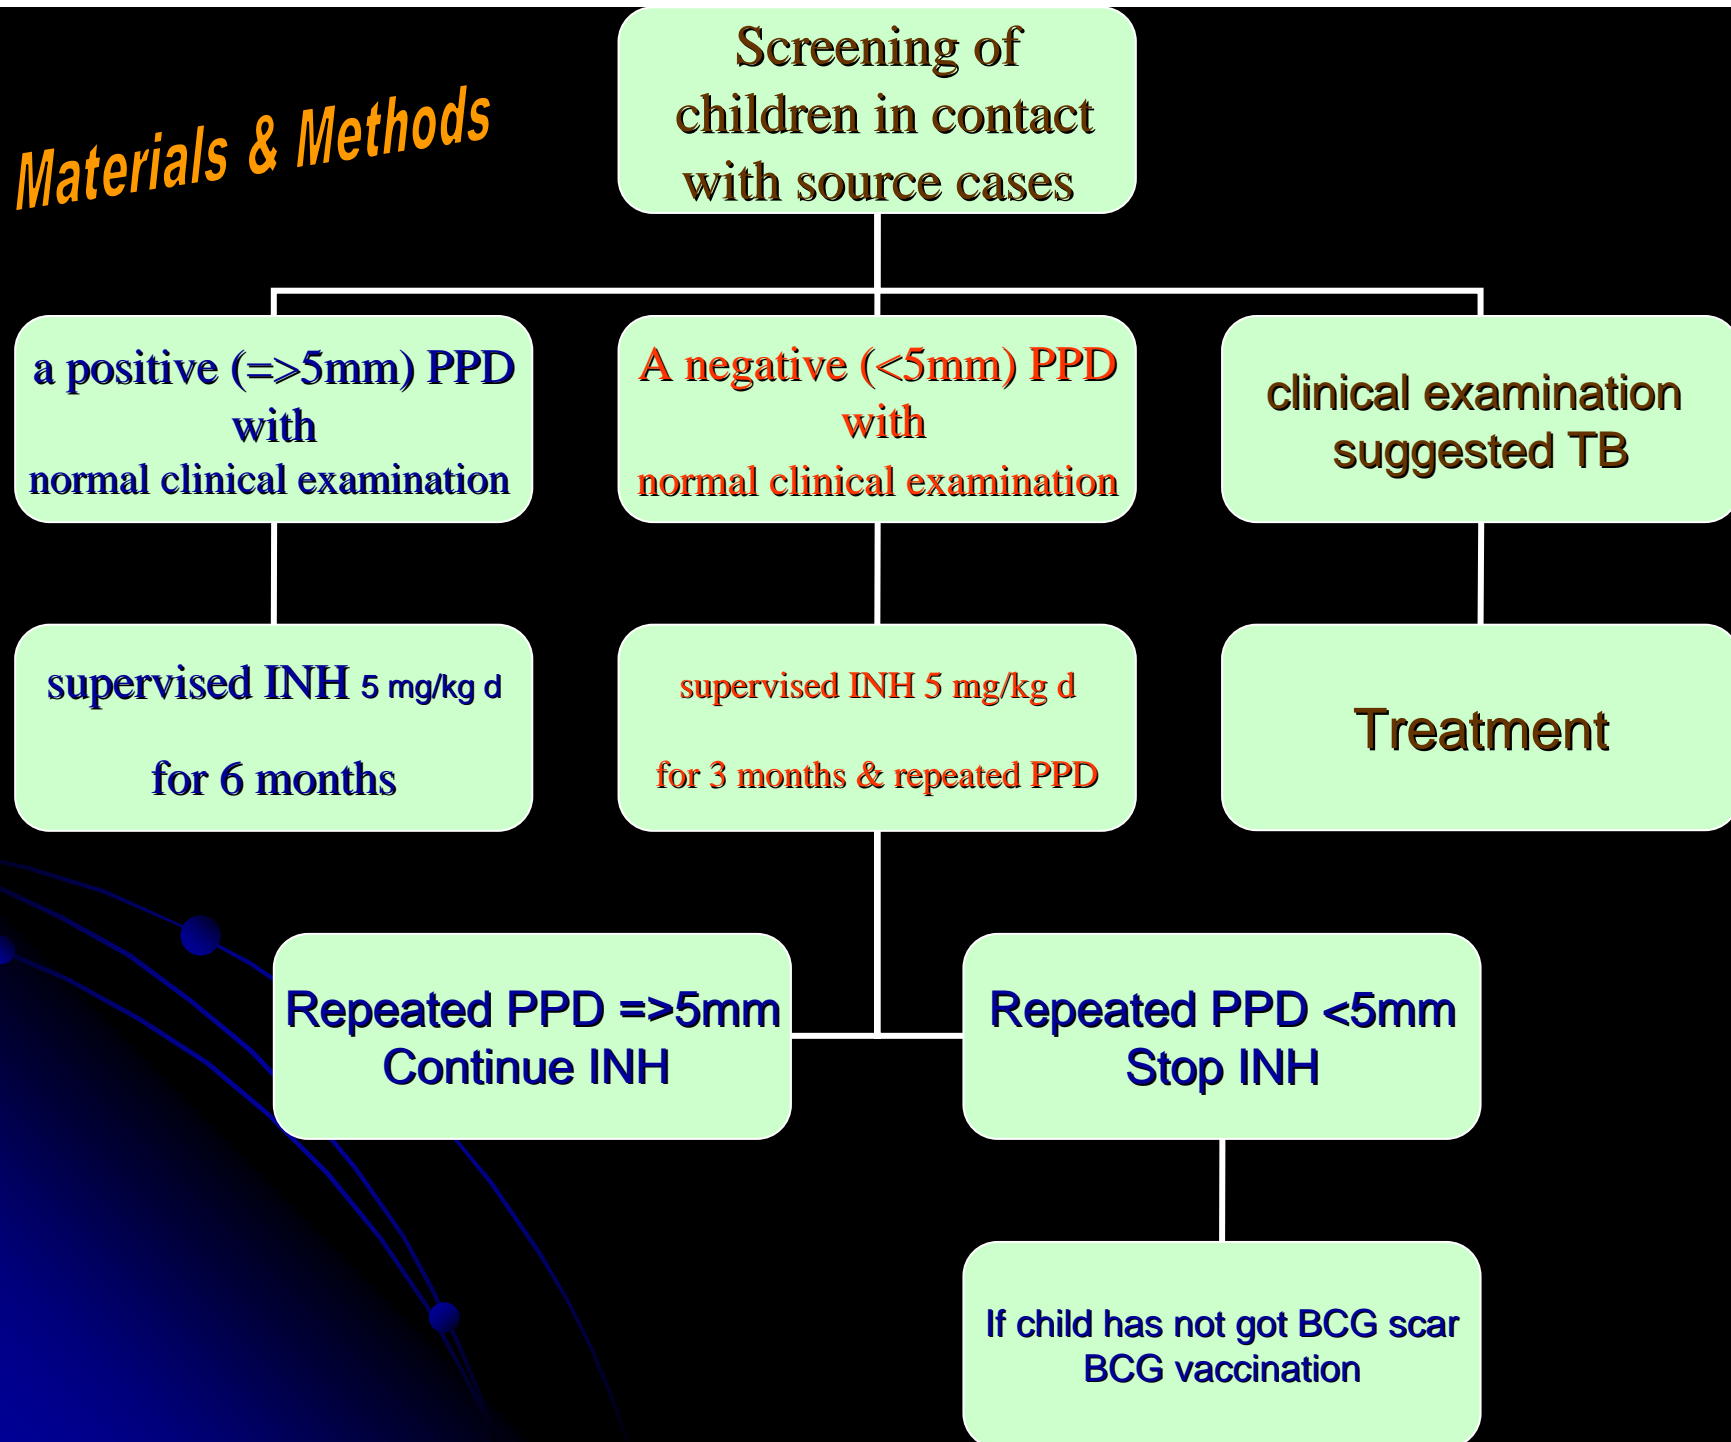 Materials & Methods
Screening of
children in contact
with source cases
a positive (=>5mm) PPD
with
normal clinical examination
A negative (<5mm) PPD
with
normal clinical examination
clinical examination
suggested TB
supervised INH 5 mg/kg d
for 6 months
supervised INH 5 mg/kg d
for 3 months & repeated PPD
Treatment
Repeated PPD =>5mm
Continue INH
Repeated PPD <5mm
Stop INH
If child has not got BCG scar
BCG vaccination